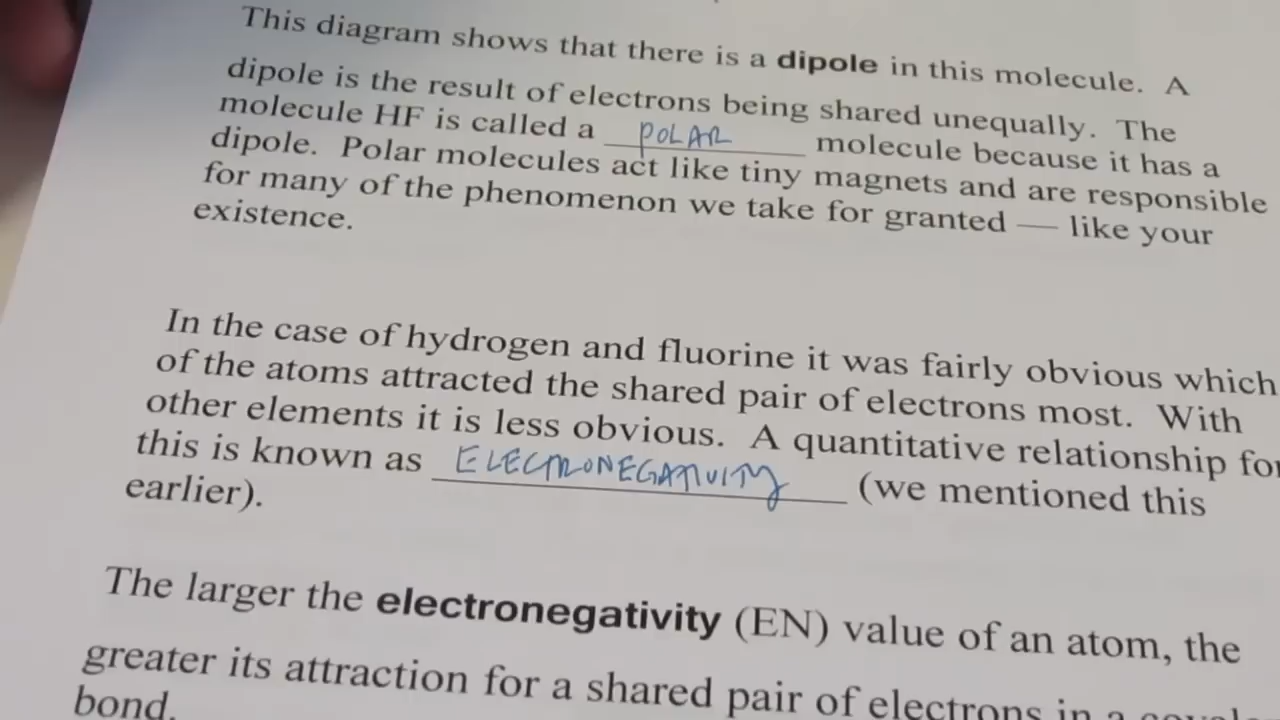 This diagram shows that there is a dipole in this molecule. A
dipole is the result of electrons being shared unequally. The
molecule HF is called a POLAR molecule because it has a
dipole. Polar molecules act like tiny magnets and are responsible
for many of the phenomenon we take for granted — like your
existence.
In the case of hydrogen and fluorine it was fairly obvious which
of the atoms attracted the shared pair of electrons most. With
other elements it is less obvious. A quantitative relationship for
this is known as ELECTRONEGATIVITY (we mentioned this
earlier).
The larger the electronegativity (EN) value of an atom, the
greater its attraction for a shared pair of electrons in a
bond.